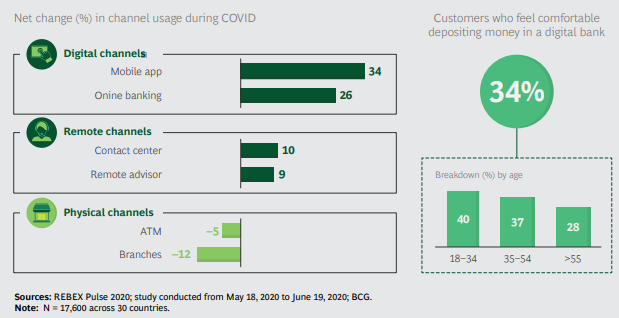 Net change (%) in channel usage during COVID
Digital channels
Mobile app 34
Onine banking 26
Remote channels
Contact center 10
Remote advisor 9
Physical channels
ATM –5
Branches –12
Customers who feel comfortable
depositing money in a digital bank
34%
Breakdown (%) by age
40 37 28
18–34 35–54 >55
Sources: REBEX Pulse 2020; study conducted from May 18, 2020 to June 19, 2020; BCG.
Note: N = 17,600 across 30 countries.